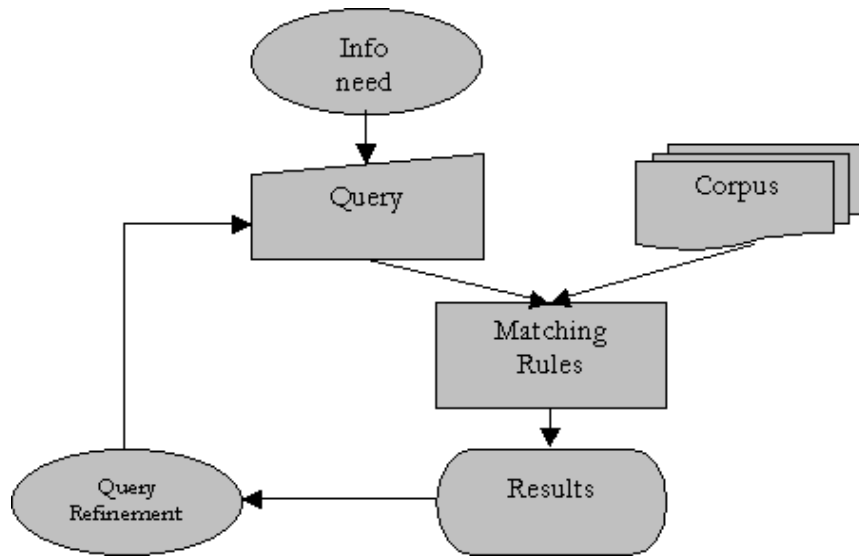 Info
need
Query
Corpus
Matching
Rules
Results
Query
Refinement